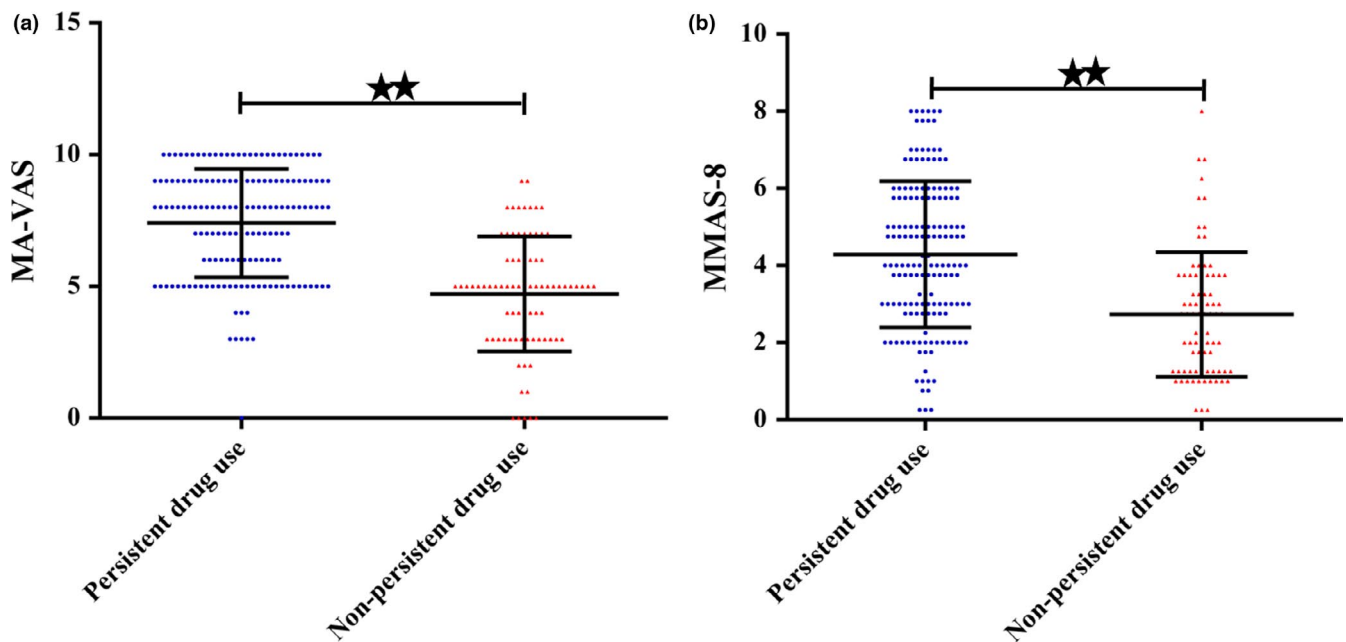 (a)
15
10
5
0
MA-VAS
★★
Persistent drug use
Non-persistent drug use
(b)
10
8
6
4
2
0
MMAS-8
★★
Persistent drug use
Non-persistent drug use